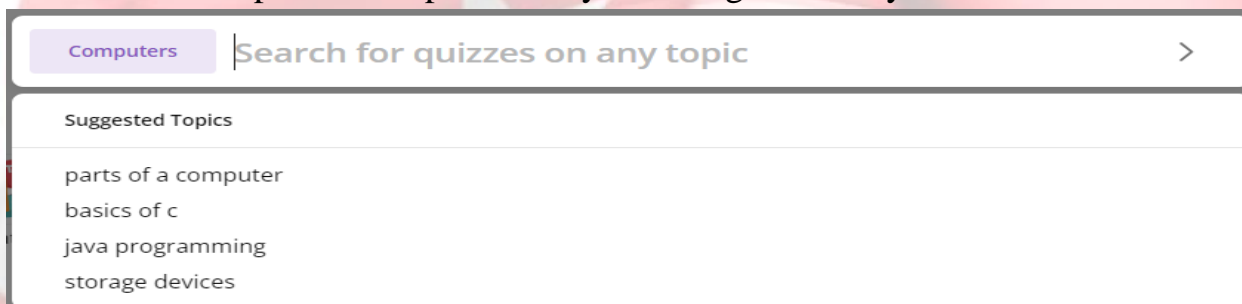 Computers Search for quizzes on any topic
Suggested Topics
parts of a computer
basics of c
java programming
storage devices